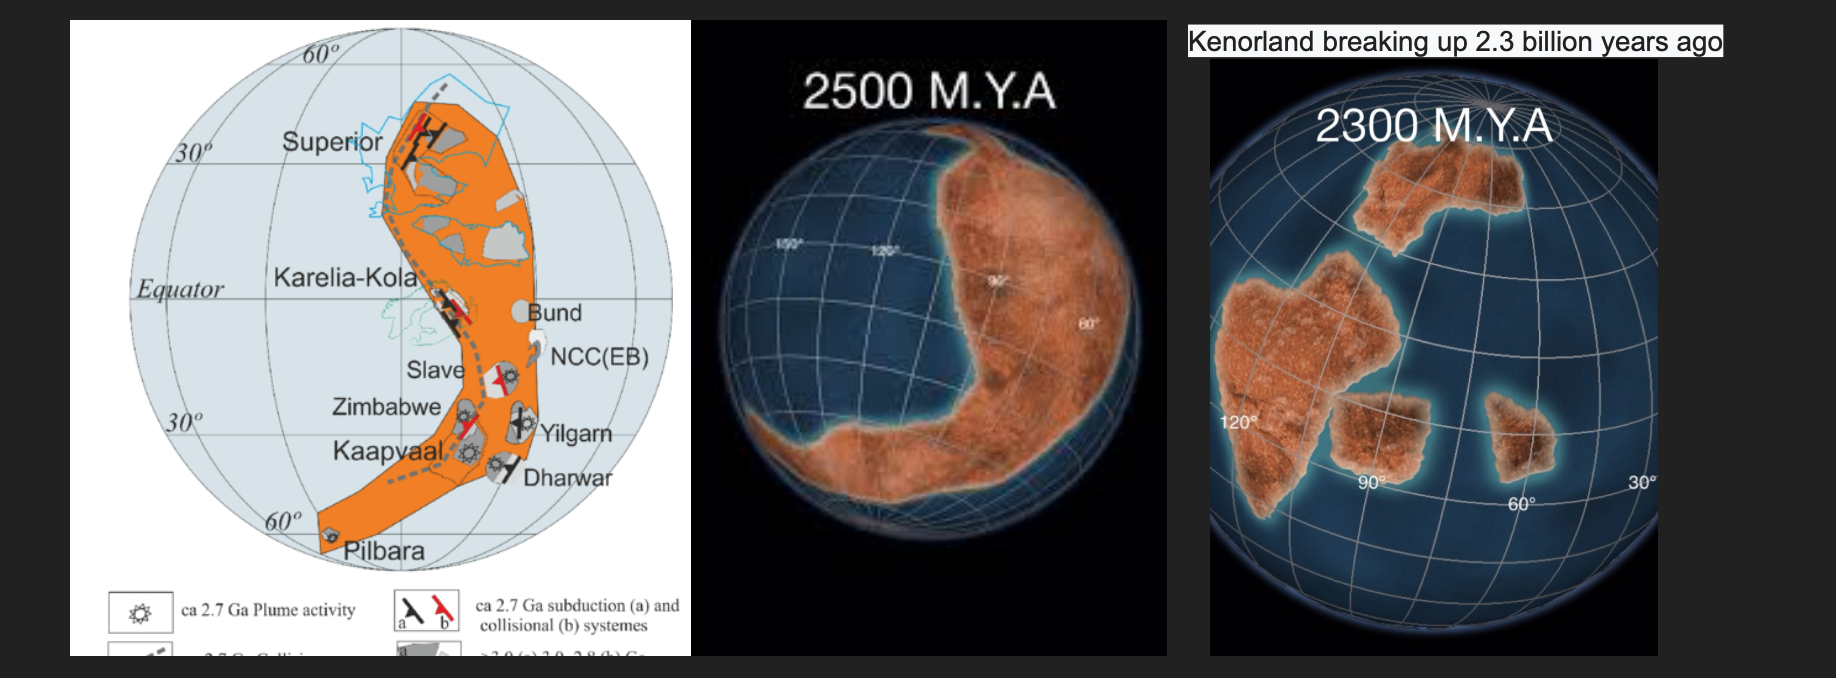 60°
Superior
30°
Equator
Karelia-Kola
Bund
NCC(EB)
Slave
Zimbabwe
30°
Yilgarn
Kaapvaal
Dharwar
60°
Pilbara
ca 2.7 Ga Plume activity
a b
ca 2.7 Ga subduction (a) and
collisional (b) systemes
2500 M.Y.A
150° 120°
90°
60°
Kenorland breaking up 2.3 billion years ago
2300 M.Y.A
120°
90°
60°
30°